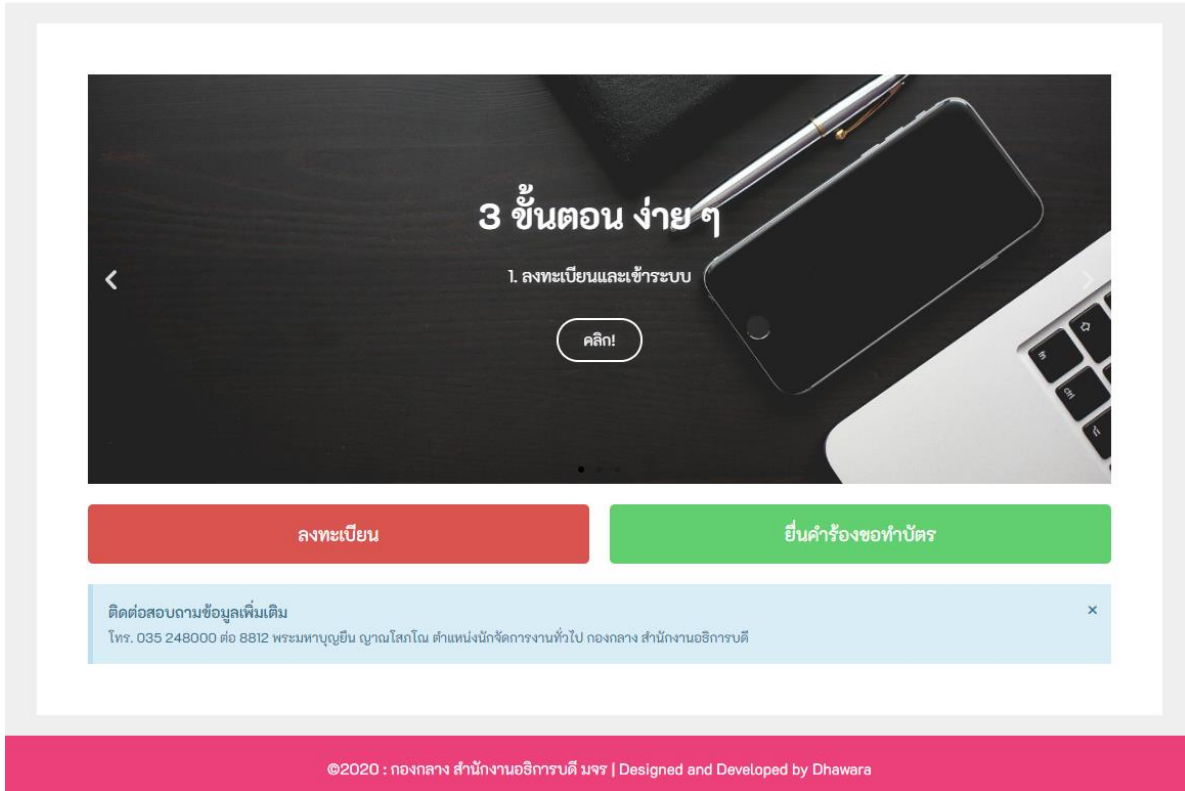 3 ขั้นตอน ง่าย ๆ
1. ลงทะเบียนและเข้าระบบ
คลิก!
ลงทะเบียน
ยื่นคำร้องขอทำบัตร
ติดต่อสอบถามข้อมูลเพิ่มเติม
×
โทร. 035 248000 ต่อ 8812 พระมหาบุญยืน ญาณโสภโณ ตำแหน่งนักจัดการงานทั่วไป กองกลาง สำนักงานอธิการบดี
©2020 : กองกลาง สำนักงานอธิการบดี มจร | Designed and Developed by Dhawara